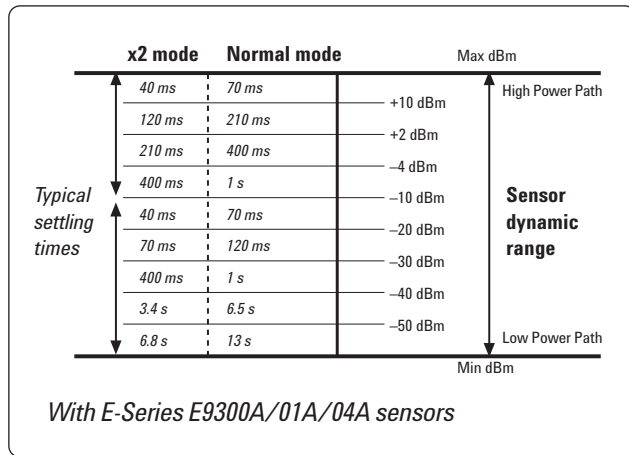 x2 mode Normal mode Max dBm
40 ms 70 ms High Power Path
+10 dBm
120 ms 210 ms
+2 dBm
210 ms 400 ms
–4 dBm
400 ms 1 s
–10 dBm
Typical settling times
40 ms 70 ms
Sensor dynamic range
–20 dBm
70 ms 120 ms
–30 dBm
400 ms 1 s
–40 dBm
3.4 s 6.5 s
–50 dBm
6.8 s 13 s Low Power Path
Min dBm
With E-Series E9300A/01A/04A sensors